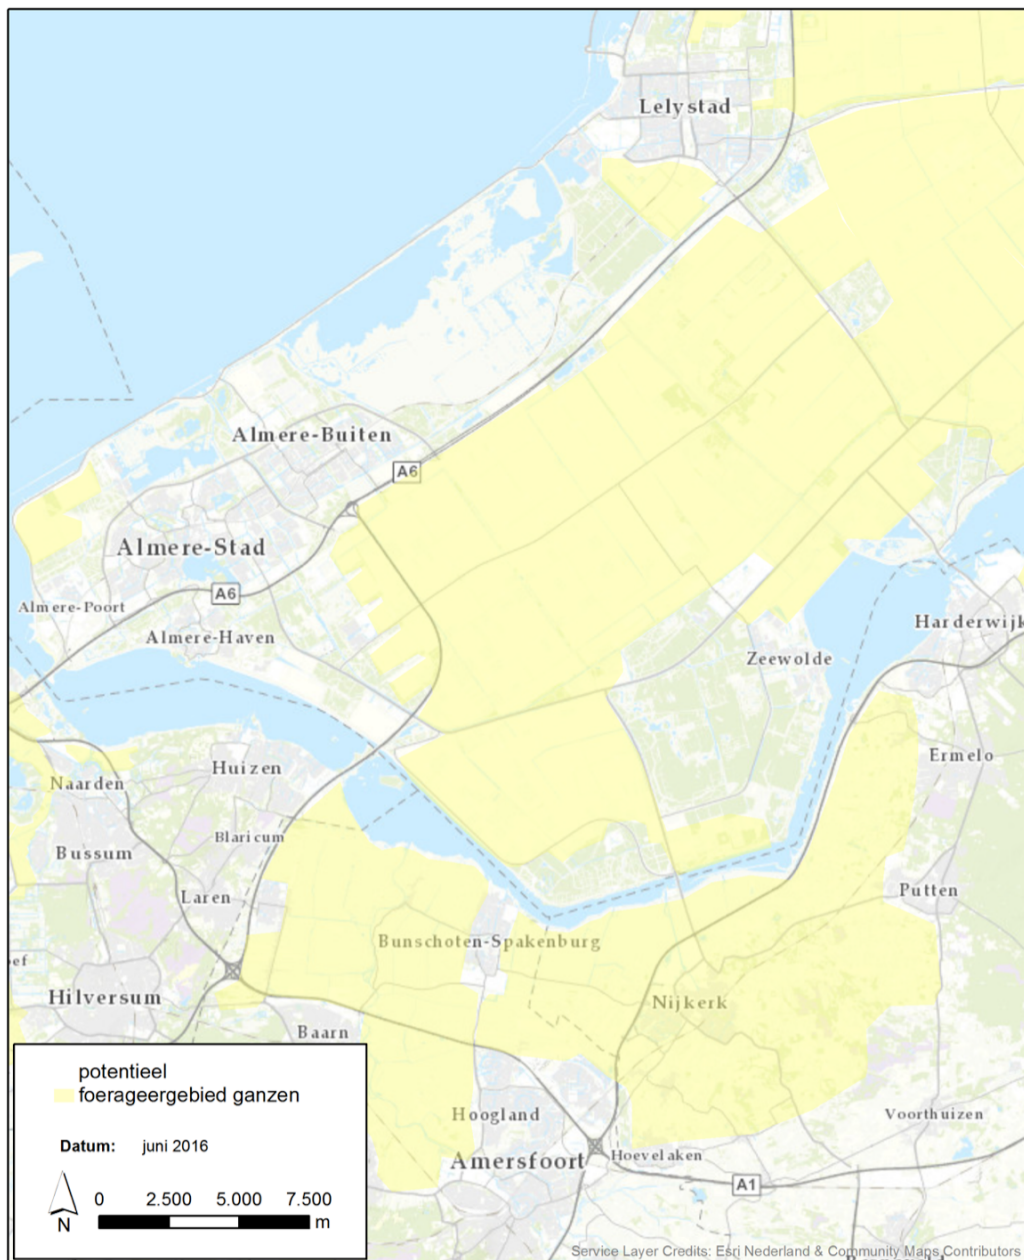 Lelystad
Almere-Buiten
A6
Almere-Stad
A6
Almere-Poort
Almere-Haven
Harderwijk
Zeewolde
Ermelo
Naarden
Huizen
Blaricum
Bussum
Laren
Putten
Bunschoten-Spakenburg
ef
Hilversum
Nijkerk
Baarn
Hoogland
Voorthuizen
Amersfoort
Hoevelaken
A1
potentieel
foerageergebied ganzen
Datum: juni 2016
0 2.500 5.000 7.500
m
N
Service Layer Credits: Esri Nederland & Community Maps Contributors